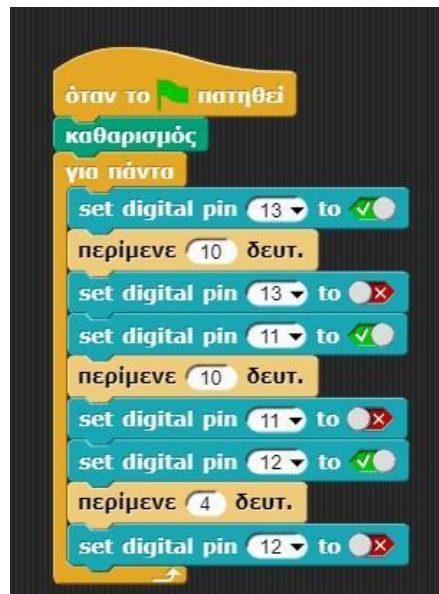 όταν το πατηθεί
καθαρισμός
για πάντα
set digital pin 13 to
περίμενε 10 δευτ.
set digital pin 13 to
set digital pin 11 to
περίμενε 10 δευτ.
set digital pin 11 to
set digital pin 12 to
περίμενε 4 δευτ.
set digital pin 12 to